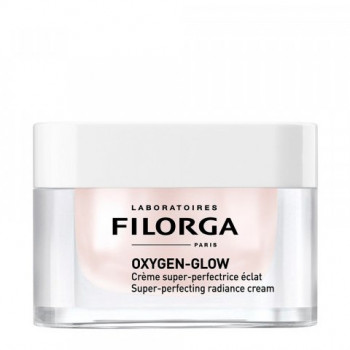 LABORATOIRES
FILORGA
PARIS
OXYGEN-GLOW
Crème super-perfectrice éclat
Super-perfecting radiance cream